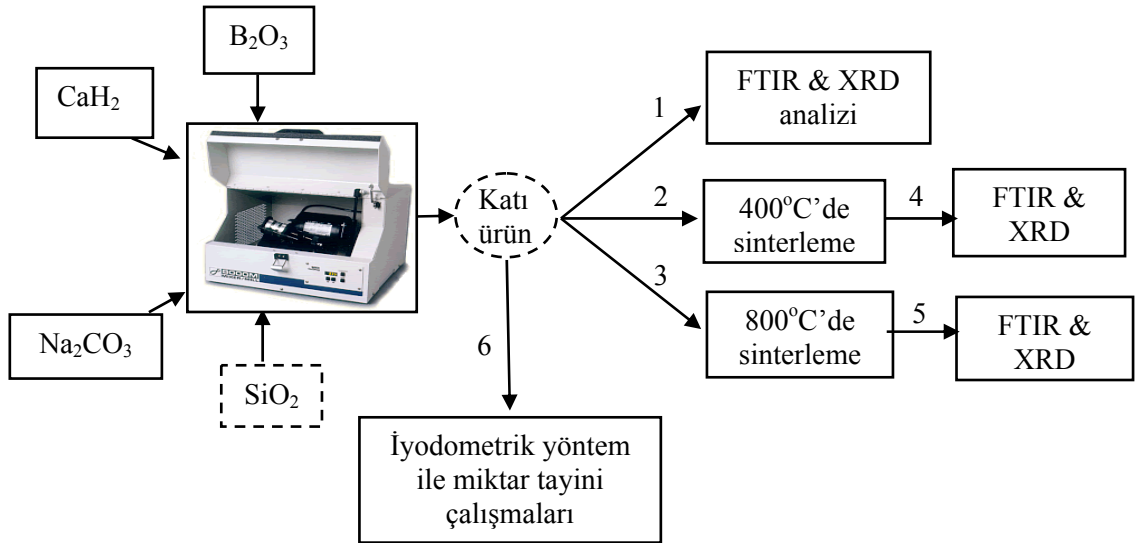 B₂O₃
CaH₂
Na₂CO₃
SiO₂
8000M
Katı
ürün
1
FTIR & XRD
analizi
2
400°C’de
sinterleme
4
FTIR &
XRD
3
800°C’de
sinterleme
5
FTIR &
XRD
6
İyodometrik yöntem
ile miktar tayini
çalışmaları